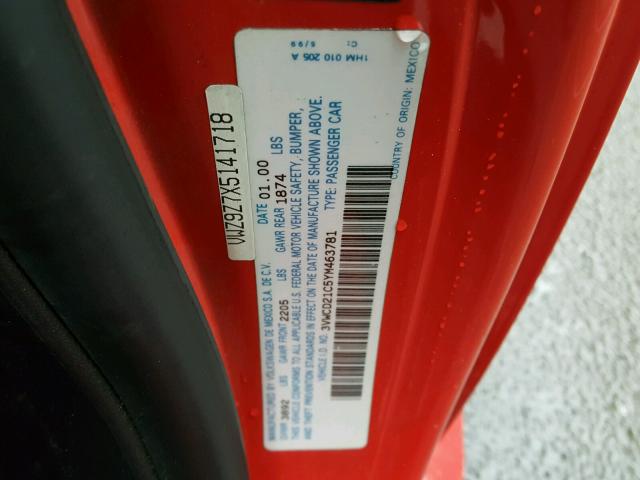 VWZ9Z7X5141718
MANUFACTURED BY VOLKSWAGEN DE MEXICO S.A. DE C.V. DATE 01.00
GVWR 3892 LBS GAWR FRONT 2205 LBS GAWR REAR 1874 LBS
THIS VEHICLE CONFORMS TO ALL APPLICABLE U.S. FEDERAL MOTOR VEHICLE SAFETY, BUMPER,
AND THEFT PREVENTION STANDARDS IN EFFECT ON THE DATE OF MANUFACTURE SHOWN ABOVE.
VEHICLE I.D. NO. 3VWCD21C5YM463781 TYPE: PASSENGER CAR
1HM 010 205 A
5/99 C:
COUNTRY OF ORIGIN: MEXICO